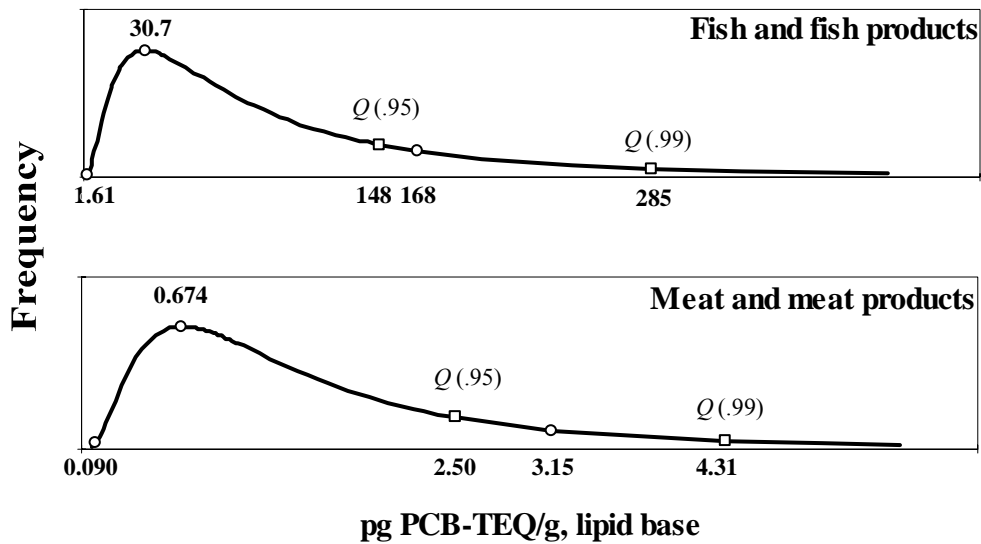 Fish and fish products
30.7
Q (.95)
Q (.99)
1.61 148 168 285
Frequency
Meat and meat products
0.674
Q (.95)
Q (.99)
0.090 2.50 3.15 4.31
pg PCB-TEQ/g, lipid base